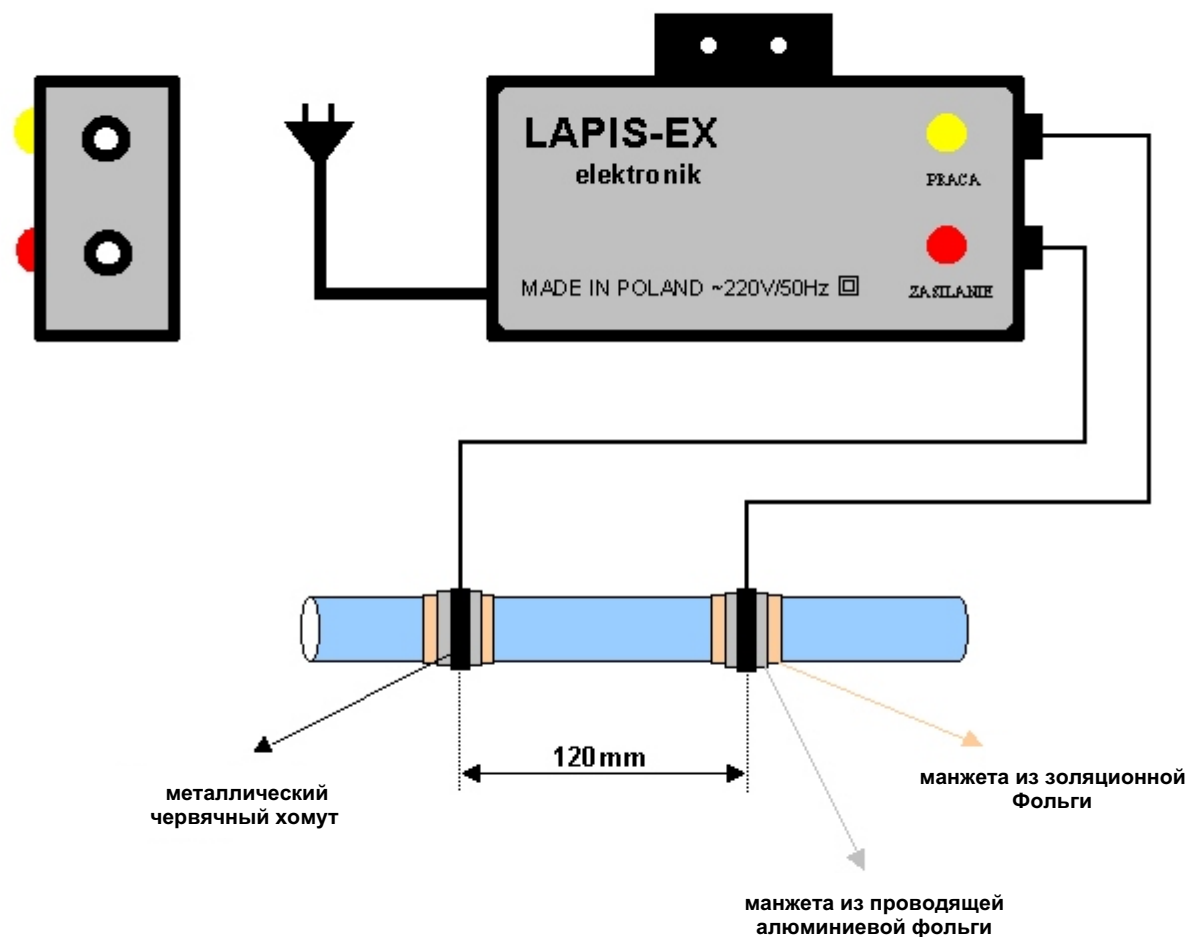 LAPIS-EX
elektronik
PRACA
MADE IN POLAND ~220V/50Hz
ZASILANIE
120mm
металлический
червячный хомут
манжета из золяционной
Фольги
манжета из проводящей
алюминиевой фольги